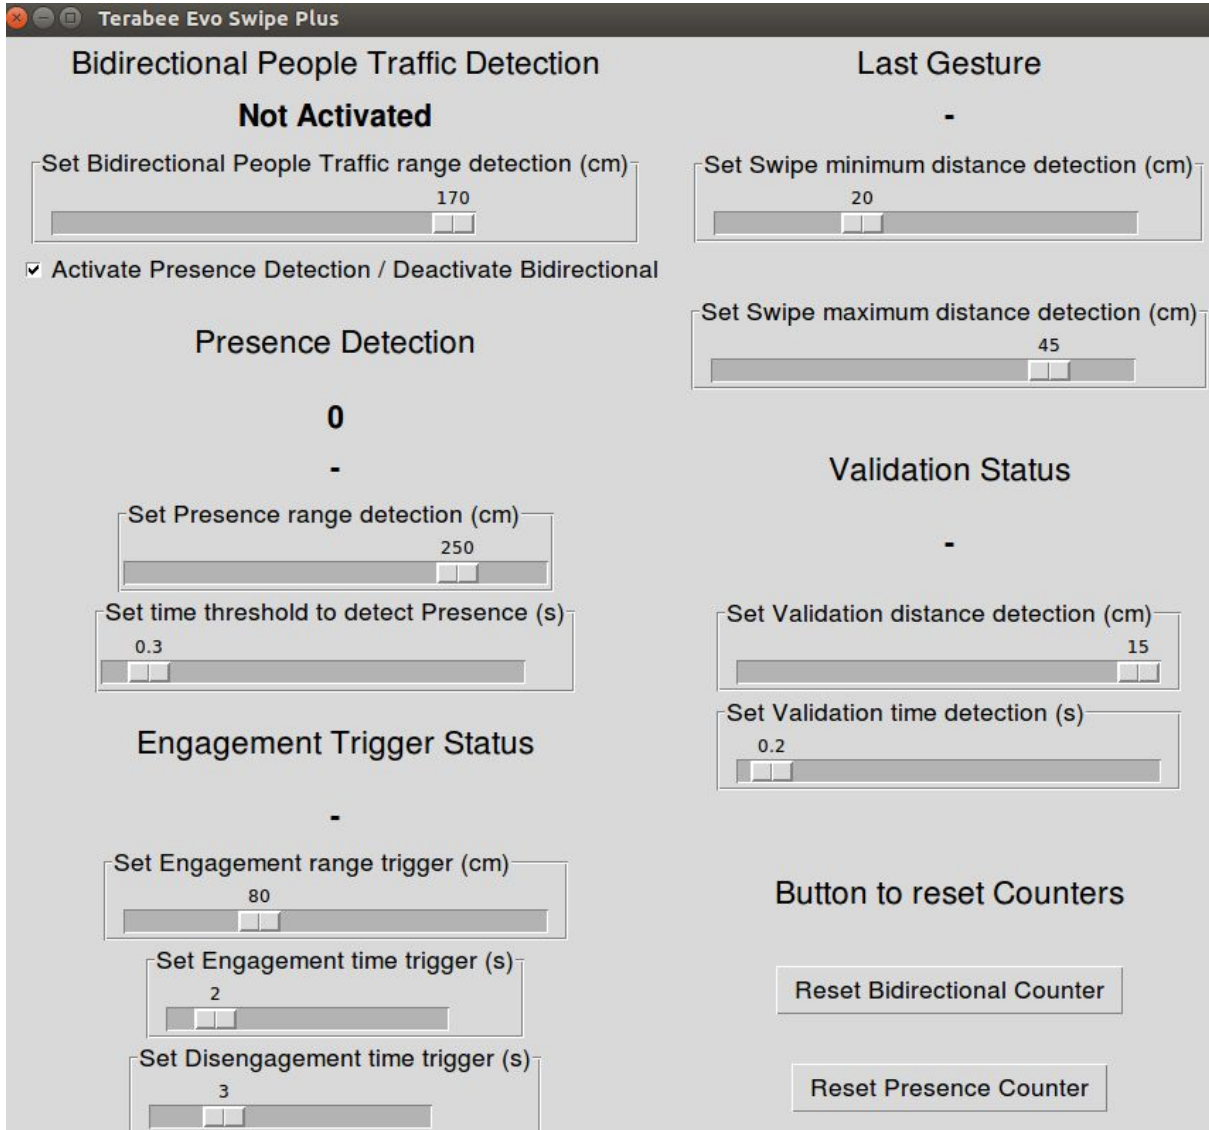 Terabee Evo Swipe Plus
Bidirectional People Traffic Detection
Not Activated
Set Bidirectional People Traffic range detection (cm)
170
Activate Presence Detection / Deactivate Bidirectional
Presence Detection
0
-
Set Presence range detection (cm)
250
Set time threshold to detect Presence (s)
0.3
Engagement Trigger Status
-
Set Engagement range trigger (cm)
80
Set Engagement time trigger (s)
2
Set Disengagement time trigger (s)
3
Last Gesture
-
Set Swipe minimum distance detection (cm)
20
Set Swipe maximum distance detection (cm)
45
Validation Status
-
Set Validation distance detection (cm)
15
Set Validation time detection (s)
0.2
Button to reset Counters
Reset Bidirectional Counter
Reset Presence Counter